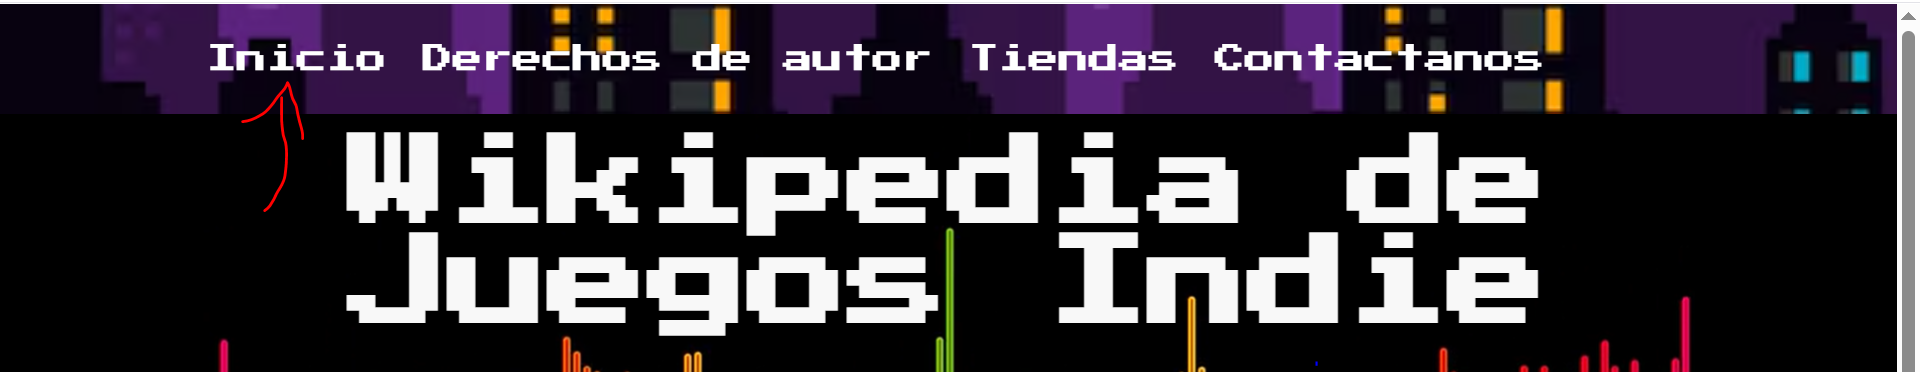 Inicio Derechos de autor Tiendas Contactanos
Wikipedia de
Juegos Indie